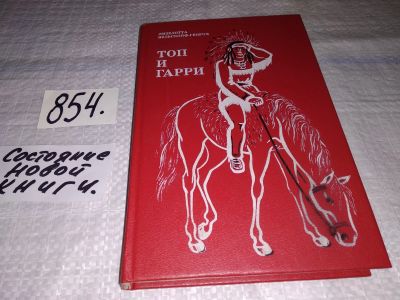 ЛИЗЕЛОТТА
ВЕЛЬСКОПФ-ГЕНРИХ
ТОП
И
ГАРРИ
854.
Состояние
новой
книги.